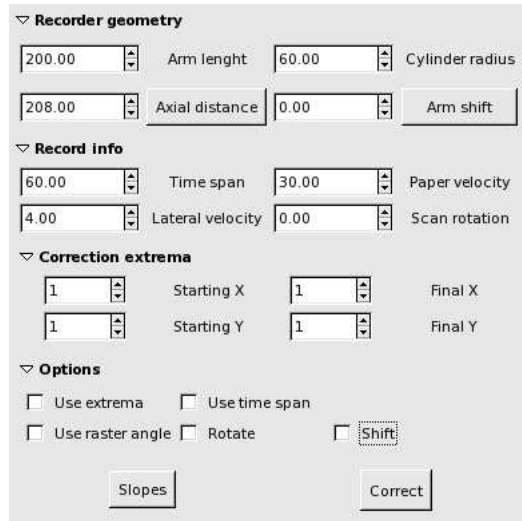 Recorder geometry
200.00 Arm lenght 60.00 Cylinder radius
208.00 Axial distance 0.00 Arm shift
Record info
60.00 Time span 30.00 Paper velocity
4.00 Lateral velocity 0.00 Scan rotation
Correction extrema
1 Starting X 1 Final X
1 Starting Y 1 Final Y
Options
Use extrema Use time span
Use raster angle Rotate Shift
Slopes Correct